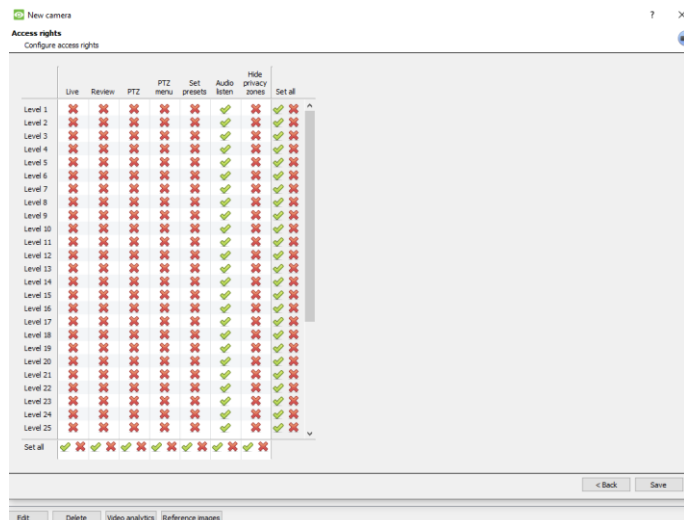 New camera
Access rights
Configure access rights
Live Review PTZ PTZ menu Set presets Audio listen Hide privacy zones Set all
Level 1
Level 2
Level 3
Level 4
Level 5
Level 6
Level 7
Level 8
Level 9
Level 10
Level 11
Level 12
Level 13
Level 14
Level 15
Level 16
Level 17
Level 18
Level 19
Level 20
Level 21
Level 22
Level 23
Level 24
Level 25
Set all
< Back Save
Edit Delete Video analytics Reference images